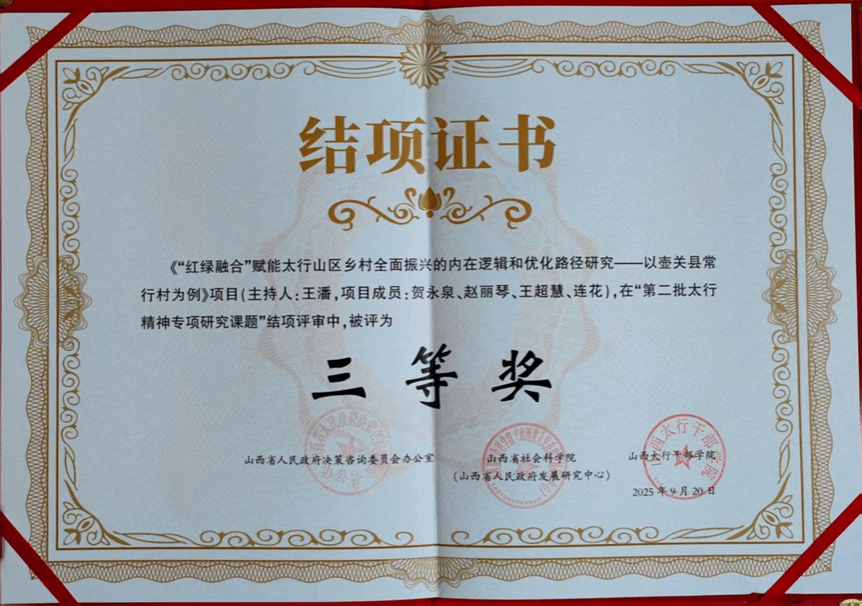 结项证书
《“红绿融合”赋能太行山区乡村全面振兴的内在逻辑和优化路径研究——以壶关县常
行村为例》项目(主持人:王潘,项目成员:贺永泉、赵丽琴、王超慧、连花),在“第二批太行
精神专项研究课题”结项评审中,被评为
三等奖
山西省人民政府决策咨询委员会办公室
山西省社会科学院
(山西省人民政府发展研究中心)
山西太行干部学院
2025年9月20日